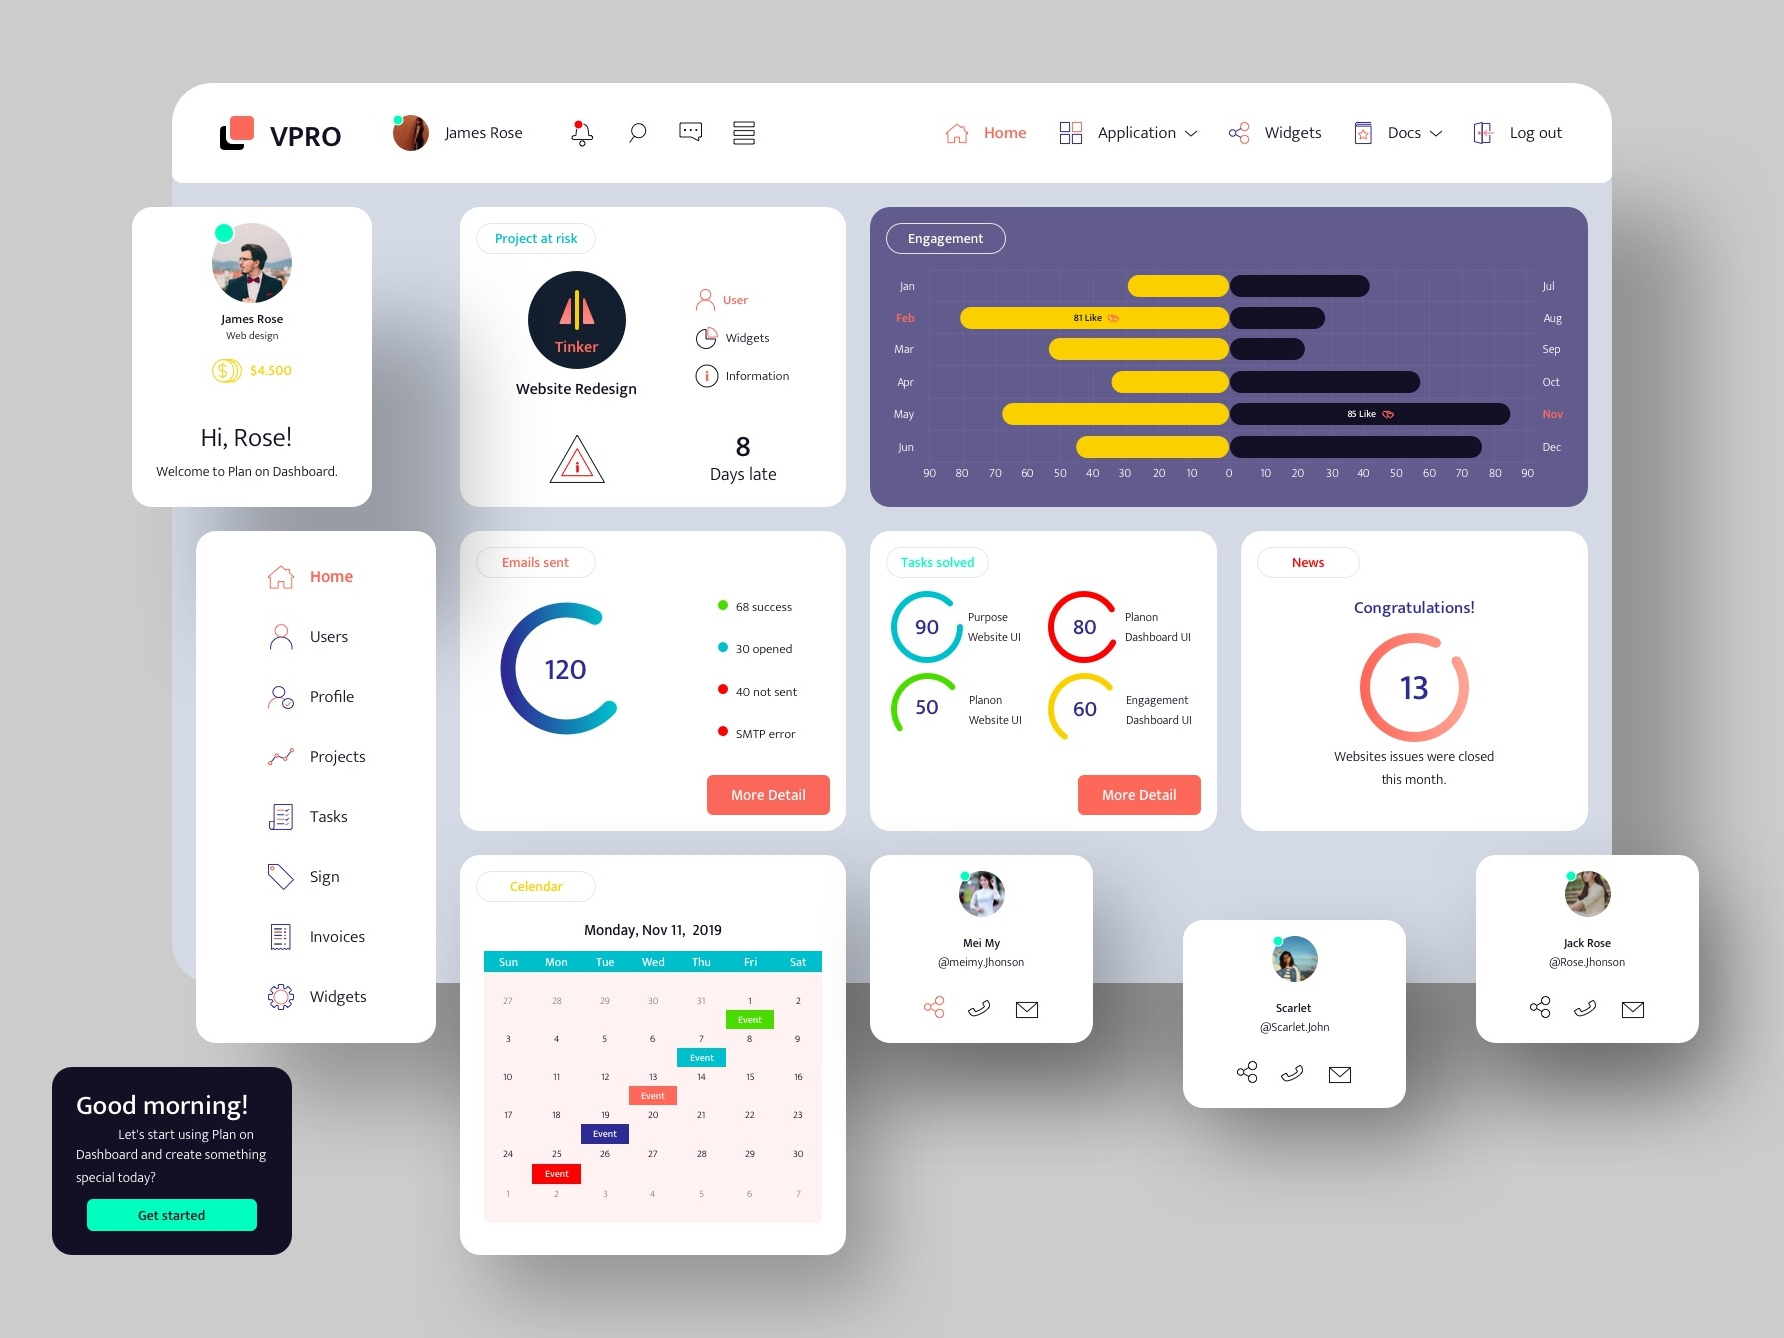 VPRO
James Rose
Home
Application
Widgets
Docs
Log out
James Rose
Web design
$4.500
Hi, Rose!
Welcome to Plan on Dashboard.
Project at risk
Tinker
Website Redesign
User
Widgets
Information
8
Days late
Engagement
Jan
Jul
Feb
81 Like
Aug
Mar
Sep
Apr
Oct
May
85 Like
Nov
Jun
Dec
90 80 70 60 50 40 30 20 10 0 10 20 30 40 50 60 70 80 90
Home
Users
Profile
Projects
Tasks
Sign
Invoices
Widgets
Emails sent
120
68 success
30 opened
40 not sent
SMTP error
More Detail
Tasks solved
90
Purpose
Website UI
80
Planon
Dashboard UI
50
Planon
Website UI
60
Engagement
Dashboard UI
More Detail
News
Congratulations!
13
Websites issues were closed
this month.
Celendar
Monday, Nov 11, 2019
Sun Mon Tue Wed Thu Fri Sat
27 28 29 30 31 1 2
Event
3 4 5 6 7 8 9
Event
10 11 12 13 14 15 16
Event
17 18 19 20 21 22 23
Event
24 25 26 27 28 29 30
Event
1 2 3 4 5 6 7
Mei My
@meimy.Jhonson
Scarlet
@Scarlet.John
Jack Rose
@Rose.Jhonson
Good morning!
Let's start using Plan on
Dashboard and create something
special today?
Get started